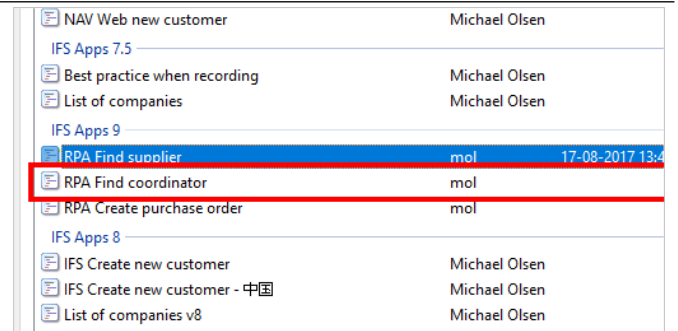 NAV Web new customer Michael Olsen
IFS Apps 7.5
Best practice when recording Michael Olsen
List of companies Michael Olsen
IFS Apps 9
RPA Find supplier mol 17-08-2017 13:4
RPA Find coordinator mol
RPA Create purchase order mol
IFS Apps 8
IFS Create new customer Michael Olsen
IFS Create new customer - 中国 Michael Olsen
List of companies v8 Michael Olsen